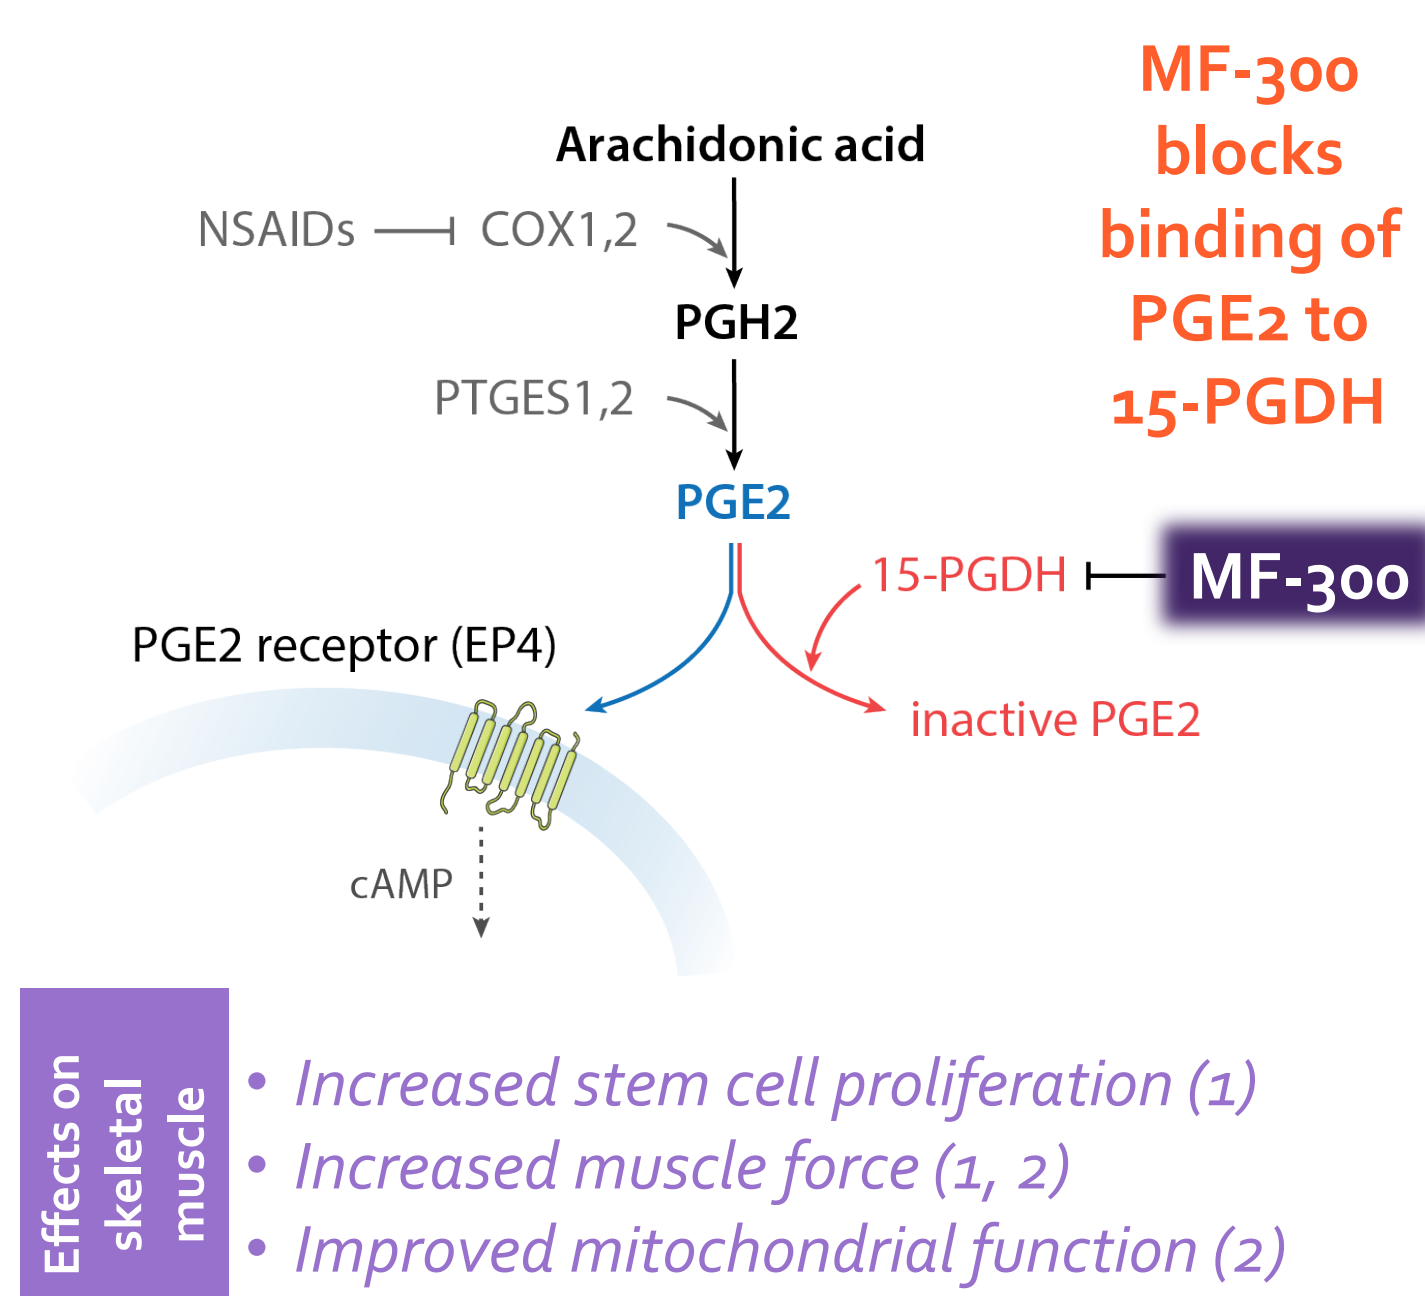 MF-300
blocks
binding of
PGE2 to
15-PGDH
Arachidonic acid
NSAIDs
COX1,2
PGH2
PTGES1,2
PGE2
15-PGDH
MF-300
PGE2 receptor (EP4)
inactive PGE2
cAMP
Effects on
skeletal
muscle
• Increased stem cell proliferation (1)
• Increased muscle force (1, 2)
• Improved mitochondrial function (2)